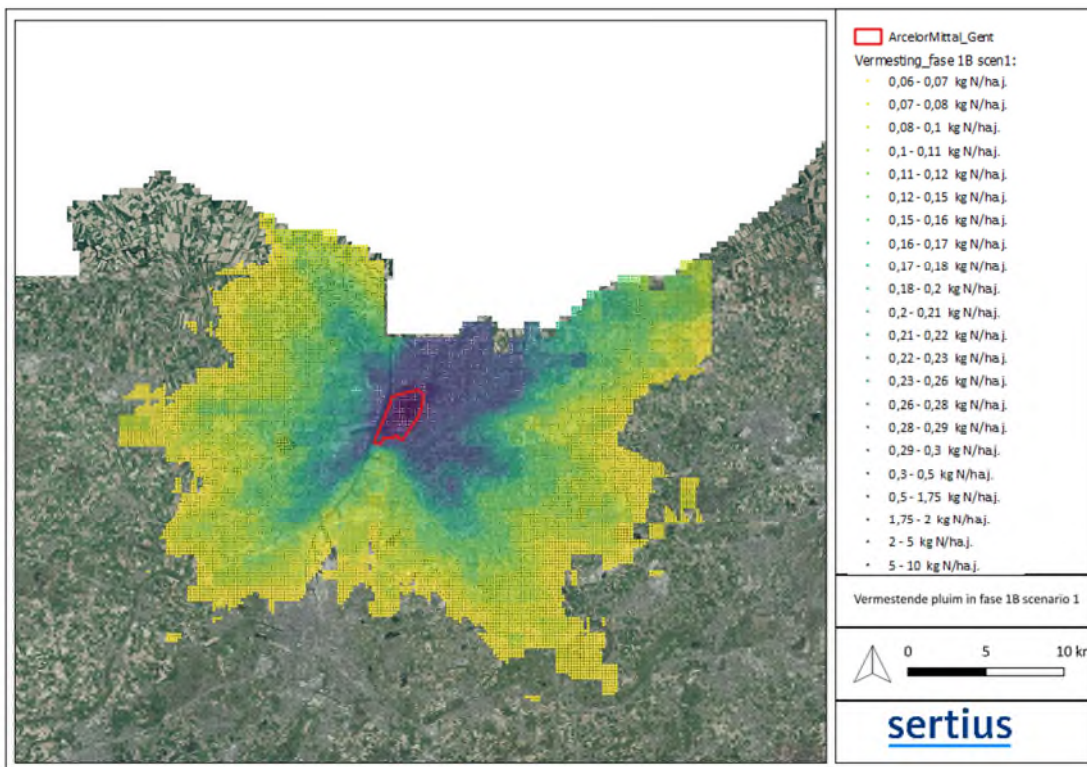 ArcelorMittal_Gent
Vermesting_fase 1B scen1:
0,06 - 0,07 kg N/ha.j.
0,07 - 0,08 kg N/ha.j.
0,08 - 0,1 kg N/ha.j.
0,1 - 0,11 kg N/ha.j.
0,11 - 0,12 kg N/ha.j.
0,12 - 0,15 kg N/ha.j.
0,15 - 0,16 kg N/ha.j.
0,16 - 0,17 kg N/ha.j.
0,17 - 0,18 kg N/ha.j.
0,18 - 0,2 kg N/ha.j.
0,2 - 0,21 kg N/ha.j.
0,21 - 0,22 kg N/ha.j.
0,22 - 0,23 kg N/ha.j.
0,23 - 0,26 kg N/ha.j.
0,26 - 0,28 kg N/ha.j.
0,28 - 0,29 kg N/ha.j.
0,29 - 0,3 kg N/ha.j.
0,3 - 0,5 kg N/ha.j.
0,5 - 1,75 kg N/ha.j.
1,75 - 2 kg N/ha.j.
2 - 5 kg N/ha.j.
5 - 10 kg N/ha.j.
Vermestende pluim in fase 1B scenario 1
0 5 10 km
sertius